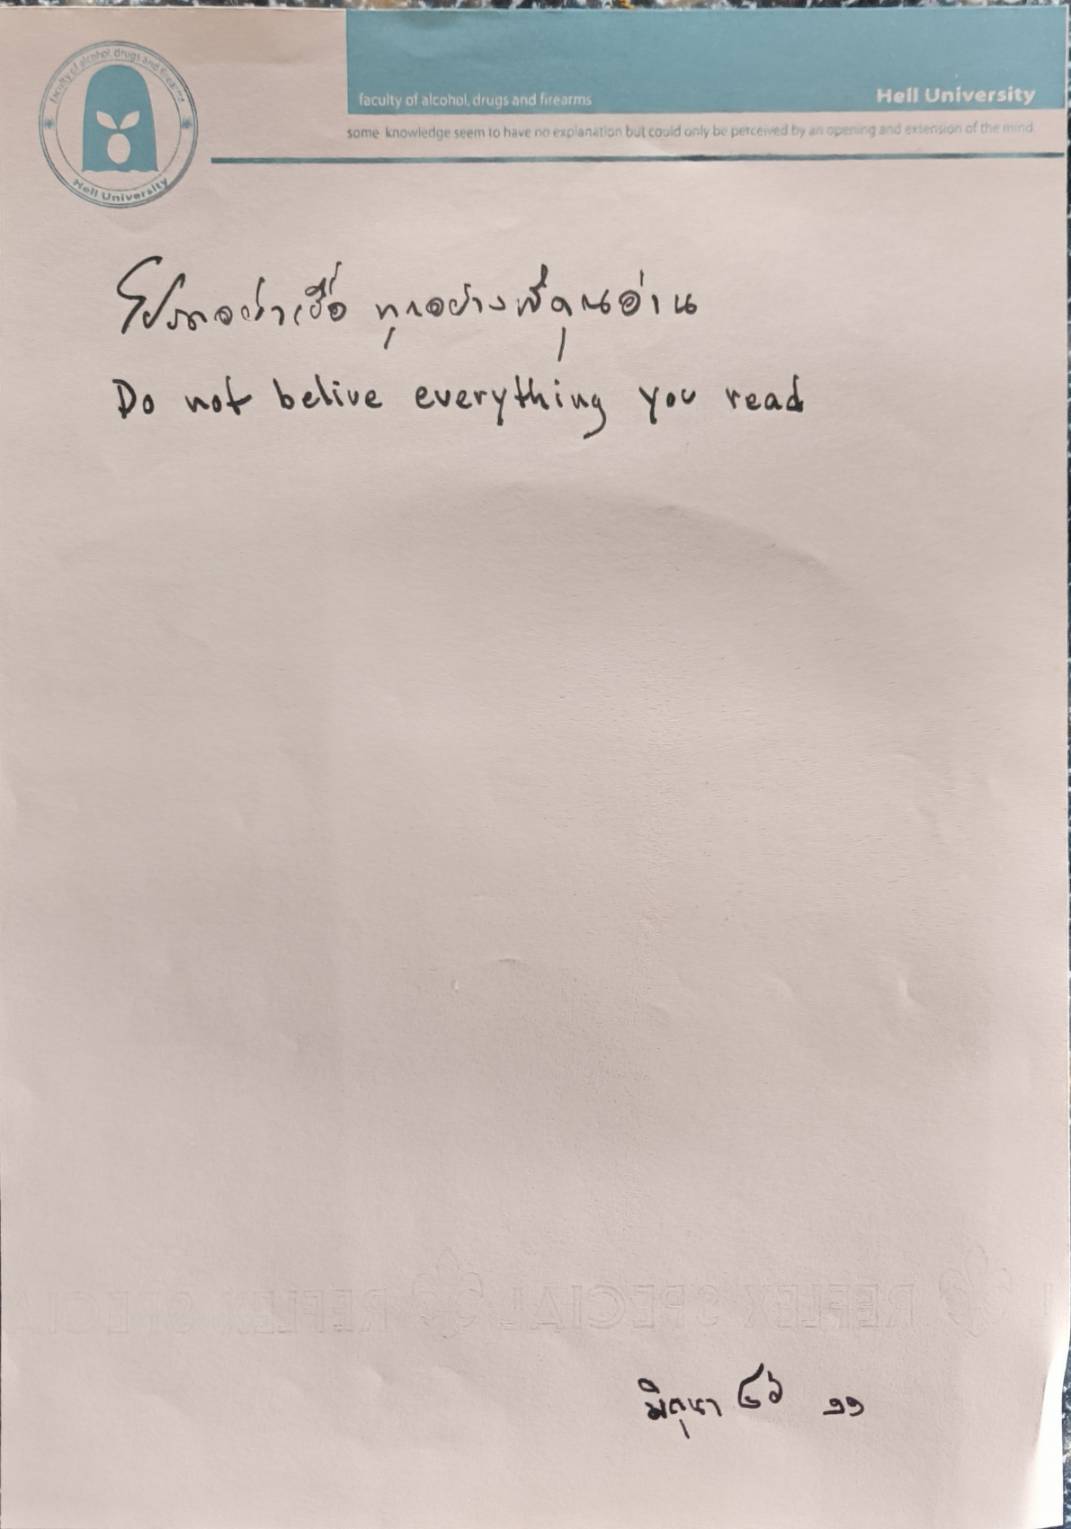 faculty of alcohol, drugs and firearms
Hell University
faculty of alcohol, drugs and firearms
Hell University
some knowledge seem to have no explanation but could only be perceived by an opening and extension of the mind
โปรดอย่าเชื่อ ทุกอย่างที่คุณอ่าน
Do not belive everything you read
REFLEX SPECIAL REFLEX SPECIAL
มิถุนา ๖๖ ๑๑